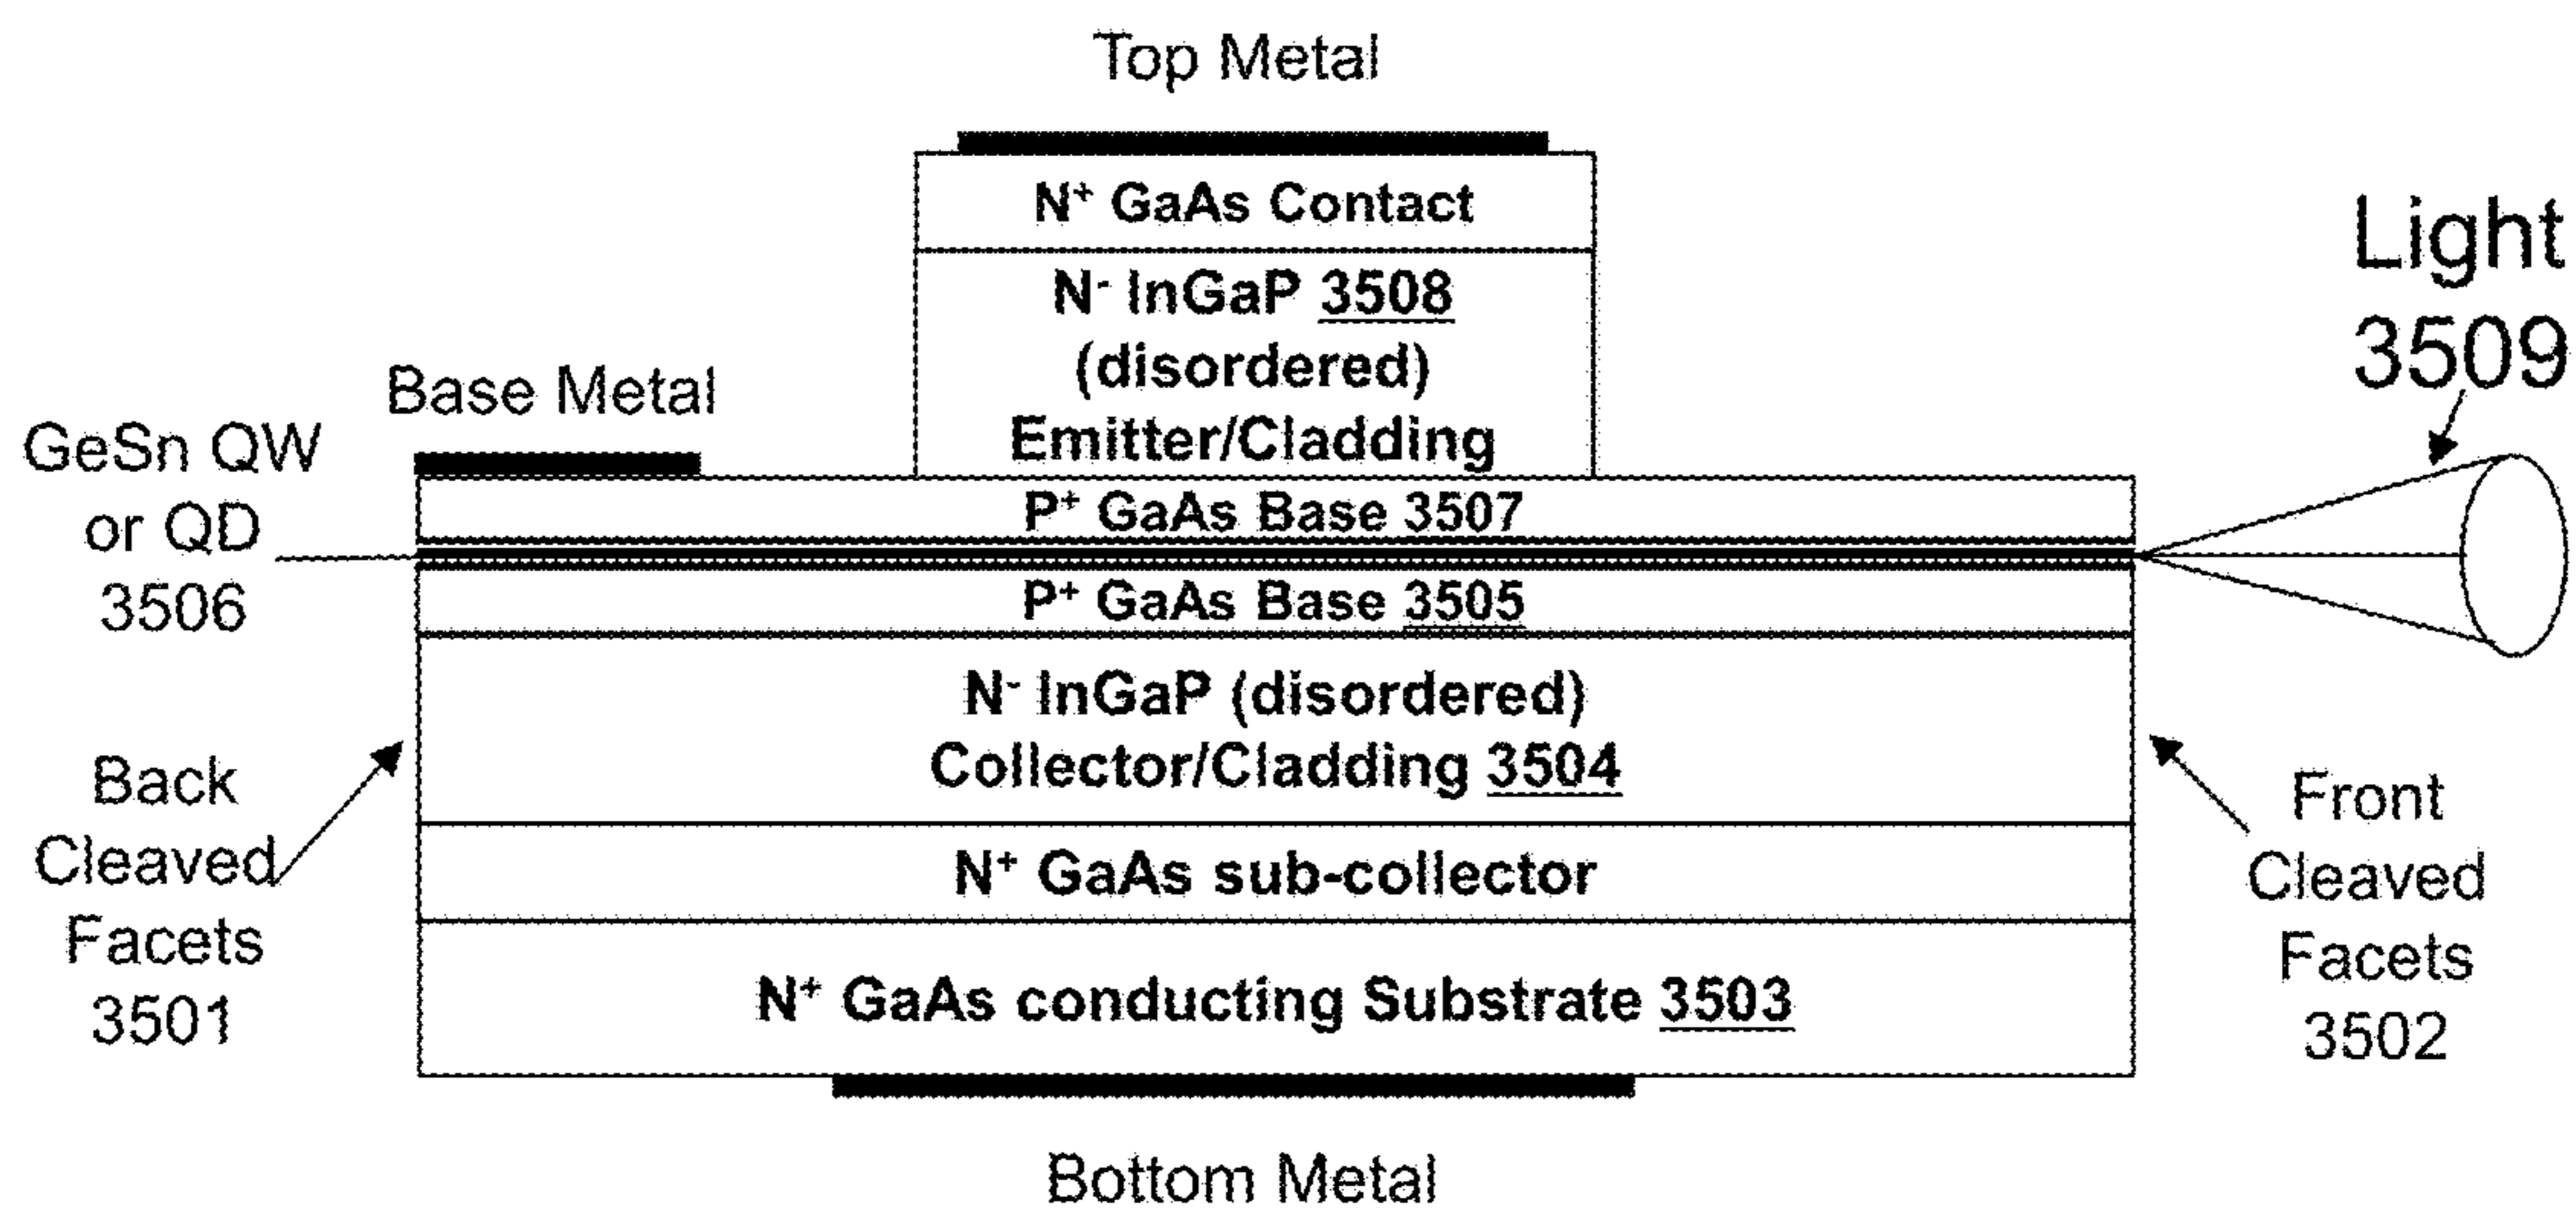 Top Metal
N⁺ GaAs Contact
N⁻ InGaP 3508
(disordered)
Emitter/Cladding
Light
3509
Base Metal
GeSn QW
or QD
3506
P⁺ GaAs Base 3507
P⁺ GaAs Base 3505
N⁻ InGaP (disordered)
Collector/Cladding 3504
Back
Cleaved
Facets
3501
Front
Cleaved
Facets
3502
N⁺ GaAs sub-collector
N⁺ GaAs conducting Substrate 3503
Bottom Metal